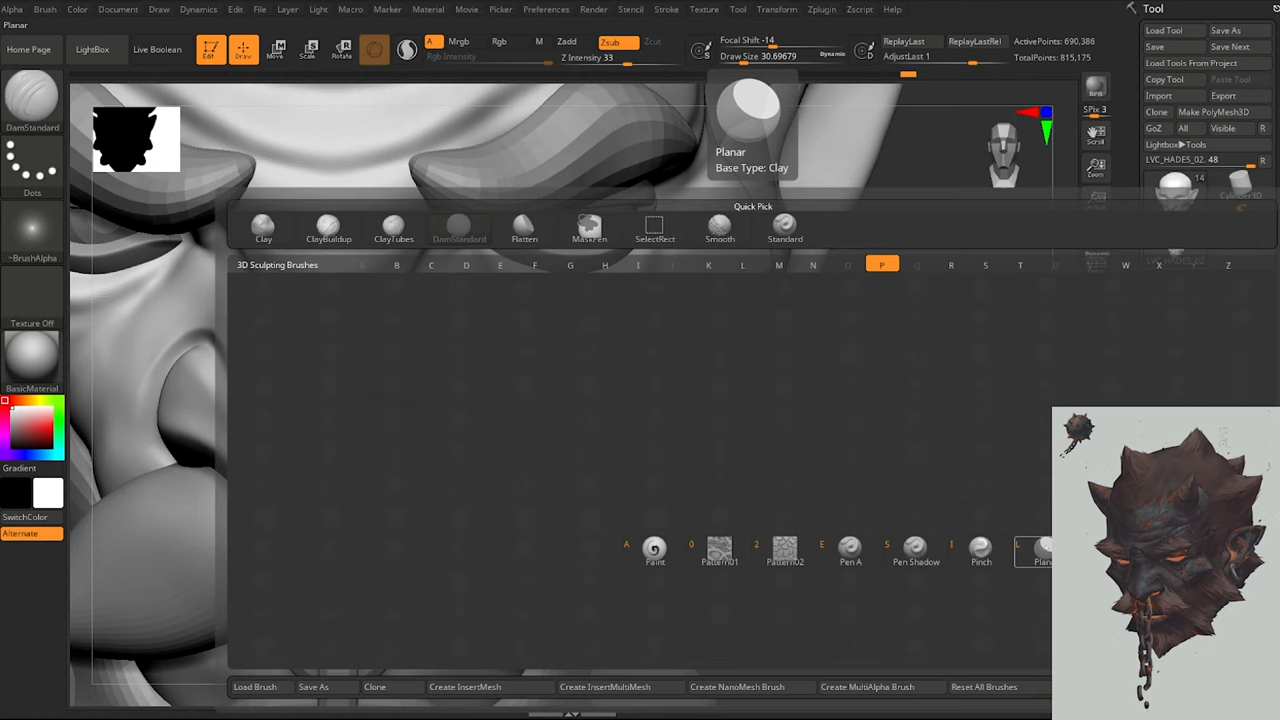 Alpha Brush Color Document Draw Dynamics Edit File Layer Light Macro Marker Material Movie Picker Preferences Render Stencil Stroke Texture Tool Transform Zplugin Zscript Help
Planar
Home Page LightBox Live Boolean Edit Draw Move Scale Rotate
A Mrgb Rgb M Zadd Zsub Zcut
Rgb Intensity Z Intensity 33
Focal Shift -14
Draw Size 30.69679 Dynamic
S
D
ReplayLast ReplayLastRel ActivePoints: 690,386
AdjustLast 1 TotalPoints: 815,175
Tool
Load Tool Save As
Save Save Next
Load Tools From Project
Copy Tool Paste Tool
Import Export
Clone Make PolyMesh3D
GoZ All Visible R
Lightbox▶Tools
LVC_HADES_02. 48 R
14
Cylinder3D
LVC_HADES_02
BPR
SPix 3
Scroll
Zoom
DamStandard
Dots
~BrushAlpha
Texture Off
BasicMaterial
Gradient
SwitchColor
Alternate
Planar
Base Type: Clay
Quick Pick
Clay ClayBuildup ClayTubes DamStandard Flatten MaskPen SelectRect Smooth Standard
3D Sculpting Brushes A B C D E F G H I K L M N O P Q R S T U W X Y Z
A Paint 0 Pattern01 2 Pattern02 E Pen A S Pen Shadow I Pinch L Plan
Load Brush Save As Clone Create InsertMesh Create InsertMultiMesh Create NanoMesh Brush Create MultiAlpha Brush Reset All Brushes